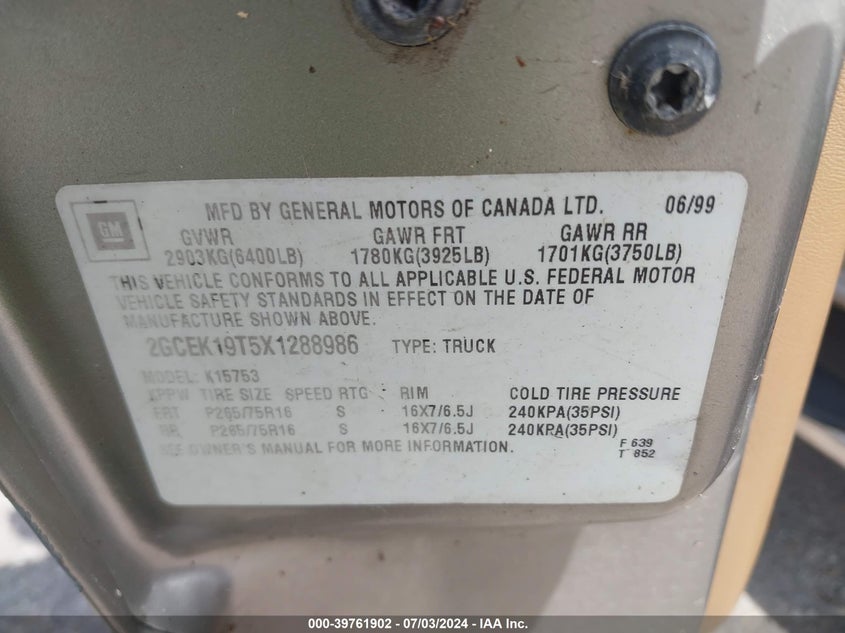 GM
MFD BY GENERAL MOTORS OF CANADA LTD. 06/99
GVWR GAWR FRT GAWR RR
2903KG(6400LB) 1780KG(3925LB) 1701KG(3750LB)
THIS VEHICLE CONFORMS TO ALL APPLICABLE U.S. FEDERAL MOTOR
VEHICLE SAFETY STANDARDS IN EFFECT ON THE DATE OF
MANUFACTURE SHOWN ABOVE.
2GCEK19T5X1288986 TYPE: TRUCK
MODEL: K15753
TIRE SIZE SPEED RTG RIM COLD TIRE PRESSURE
FRT P265/75R16 S 16X7/6.5J 240KPA(35PSI)
RR P265/75R16 S 16X7/6.5J 240KPA(35PSI)
SEE OWNER'S MANUAL FOR MORE INFORMATION.
F 639
T 852
000-39761902 - 07/03/2024 - IAA Inc.